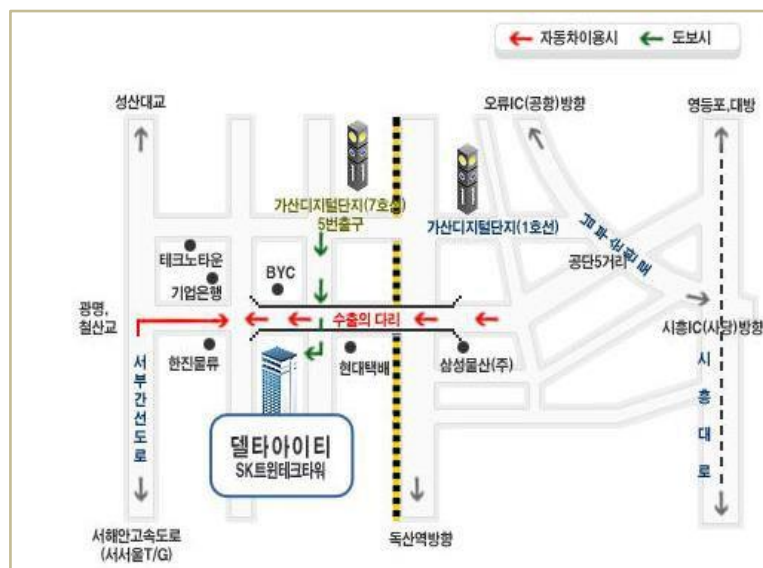 자동차이용시
도보시
성산대교
오류IC(공항)방향
영등포,대방
가산디지털단지(7호선)
5번출구
가산디지털단지(1호선)
남부순환로
테크노타운
BYC
공단5거리
기업은행
광명,
철산교
수출의 다리
시흥IC(사당)방향
한진물류
현대택배
삼성물산(주)
서부간선도로
시흥대로
델타아이티
SK트윈테크타워
서해안고속도로
(서서울T/G)
독산역방향